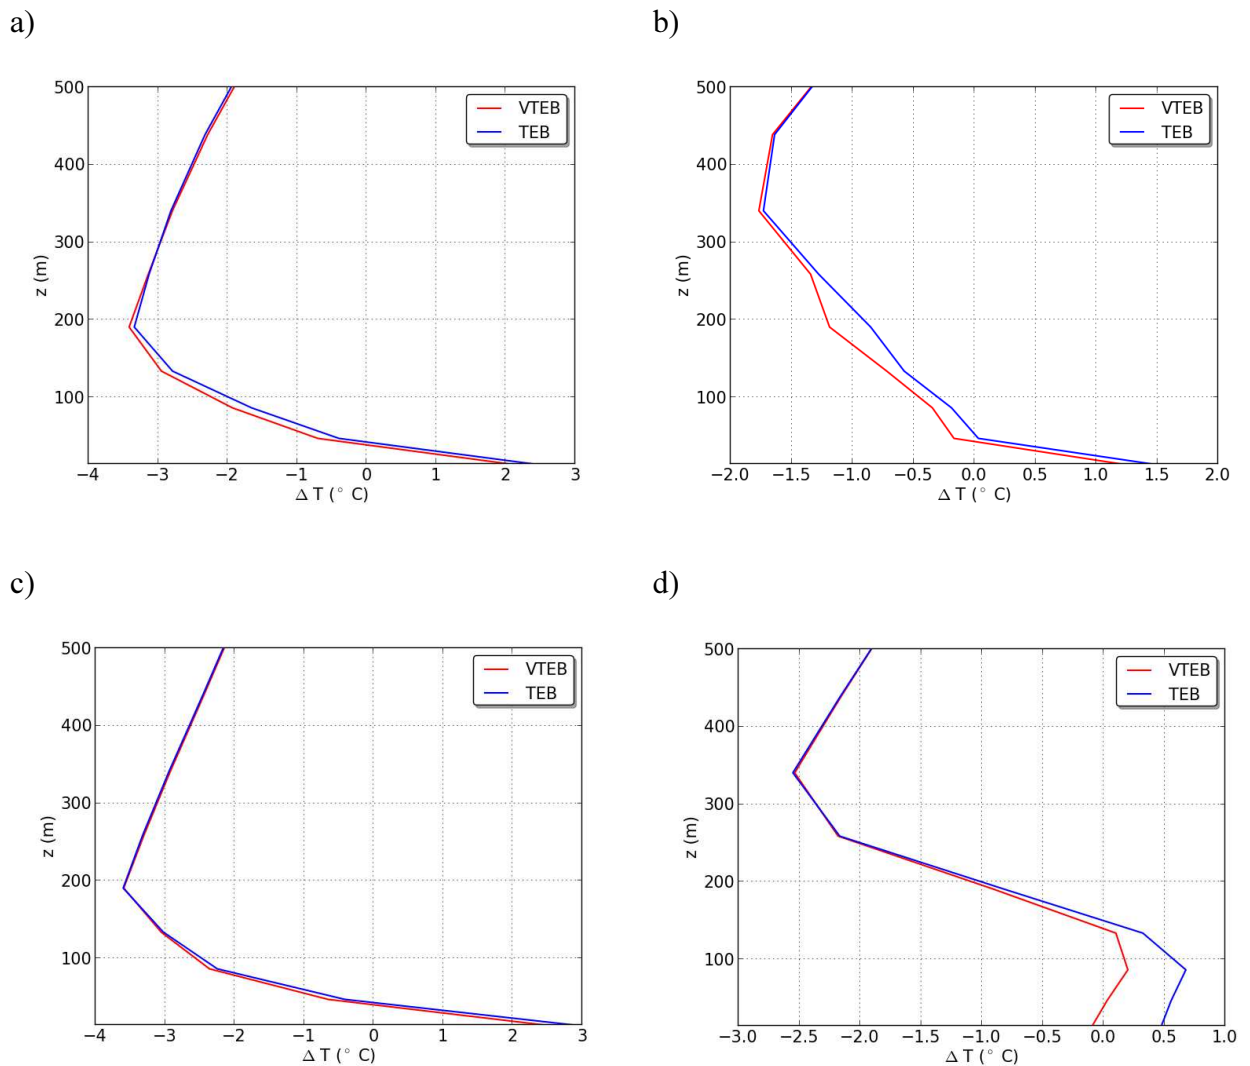 a)
500
400
300
200
100
z (m)
−4 −3 −2 −1 0 1 2 3
Δ T (° C)
VTEB
TEB
b)
500
400
300
200
100
z (m)
−2.0 −1.5 −1.0 −0.5 0.0 0.5 1.0 1.5 2.0
Δ T (° C)
VTEB
TEB
c)
500
400
300
200
100
z (m)
−4 −3 −2 −1 0 1 2 3
Δ T (° C)
VTEB
TEB
d)
500
400
300
200
100
z (m)
−3.0 −2.5 −2.0 −1.5 −1.0 −0.5 0.0 0.5 1.0
Δ T (° C)
VTEB
TEB